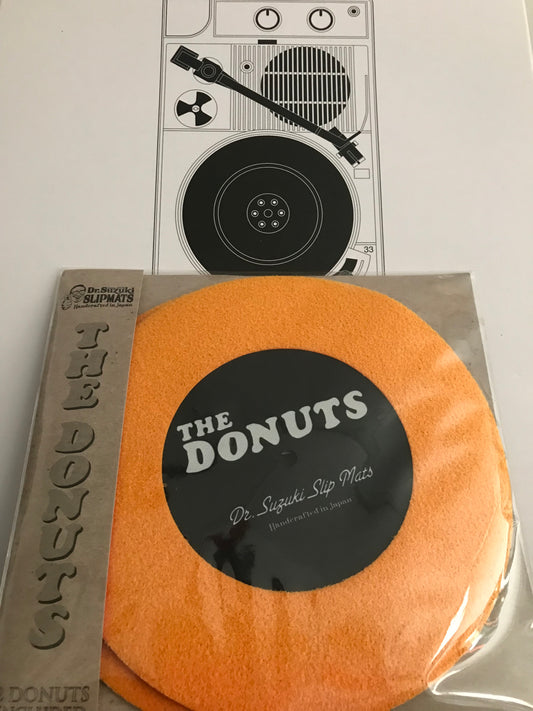 33
Dr.Suzuki
SLIPMATS
Handcrafted in Japan
THE DONUTS
THE
DONUTS
Dr. Suzuki Slip Mats
Handcrafted in Japan
DONUTS